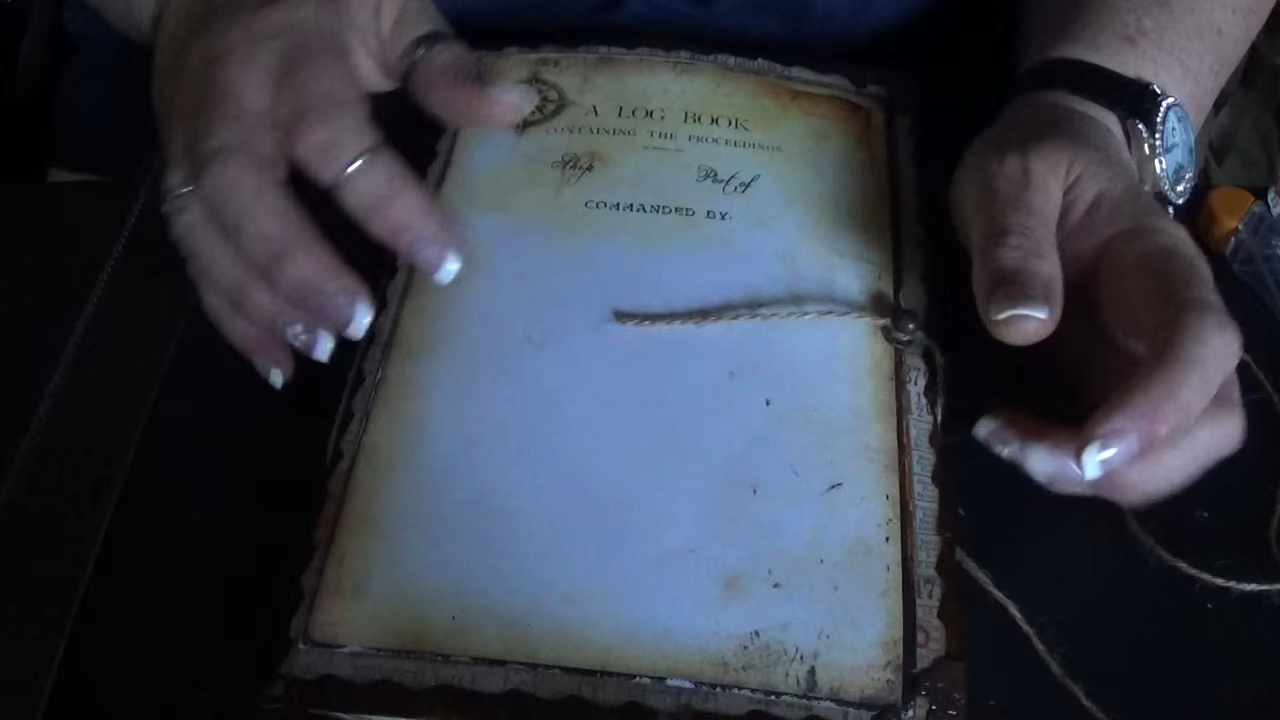 A LOG BOOK
CONTAINING THE PROCEEDINGS
Ship Port of
COMMANDED BY: